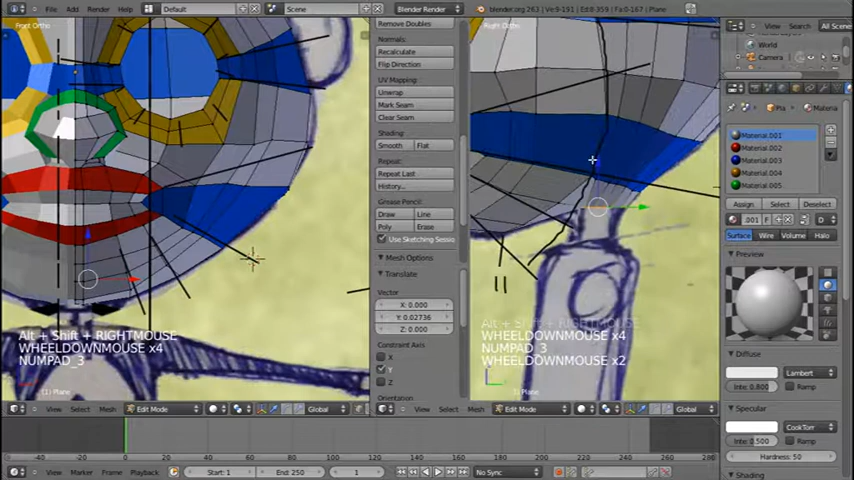 File Add Render Help
Default
Scene
Blender Render
blender.org 263 | Ve:9-191 | Ed:8-359 | Fa:0-167 | Plane
Front Ortho
Right Ortho
Remove Doubles
Normals:
Recalculate
Flip Direction
UV Mapping:
Unwrap
Mark Seam
Clear Seam
Shading:
Smooth Flat
Repeat:
Repeat Last
History...
Grease Pencil:
Draw Line
Poly Erase
Use Sketching Sessio
Mesh Options
Translate
Vector
X: 0.000
Y: 0.02736
Z: 0.000
Constraint Axis
X
Y
Z
Orientation
Alt + Shift + RIGHTMOUSE
WHEELDOWNMOUSE x4
NUMPAD_3
(1) Plane
Alt + Shift + RIGHTMOUSE
WHEELDOWNMOUSE x4
NUMPAD_3
WHEELDOWNMOUSE x2
(1) Plane
View Search All Scene
World
Camera
Pla Materia
Material.001
Material.002
Material.003
Material.004
Material.005
Assign Select Deselect
.001 F D
Surface Wire Volume Halo
Preview
Diffuse
Lambert
Inte: 0.800 Ramp
Specular
CookTorr
Inte: 0.500 Ramp
Hardness: 50
Shading
View Select Mesh Edit Mode Global
View Select Mesh Edit Mode Global
-40 -20 0 20 40 60 80 100 120 140 160 180 200 220 240 260 280
View Marker Frame Playback Start: 1 End: 250 1 No Sync